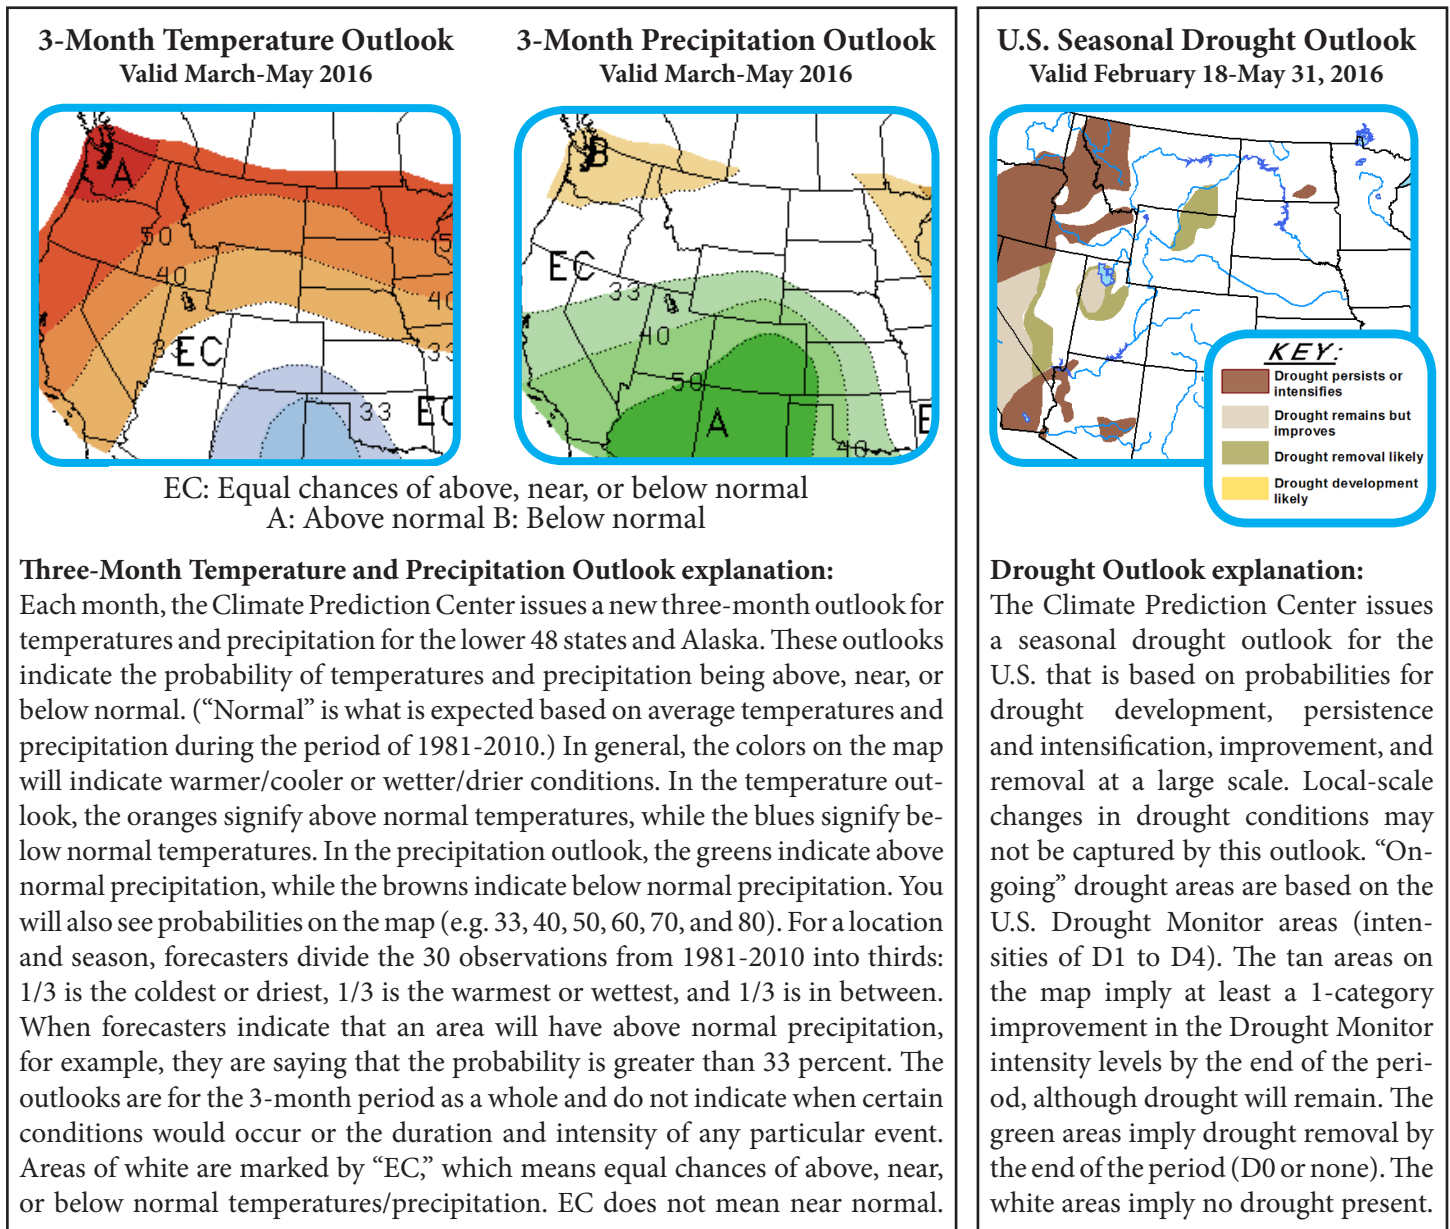 3-Month Temperature Outlook
Valid March-May 2016
3-Month Precipitation Outlook
Valid March-May 2016
A
50
40
33
EC
33
EC
50
40
33
B
EC
33
40
50
A
40
E
EC: Equal chances of above, near, or below normal
A: Above normal B: Below normal
Three-Month Temperature and Precipitation Outlook explanation:
Each month, the Climate Prediction Center issues a new three-month outlook for
temperatures and precipitation for the lower 48 states and Alaska. These outlooks
indicate the probability of temperatures and precipitation being above, near, or
below normal. (“Normal” is what is expected based on average temperatures and
precipitation during the period of 1981-2010.) In general, the colors on the map
will indicate warmer/cooler or wetter/drier conditions. In the temperature out-
look, the oranges signify above normal temperatures, while the blues signify be-
low normal temperatures. In the precipitation outlook, the greens indicate above
normal precipitation, while the browns indicate below normal precipitation. You
will also see probabilities on the map (e.g. 33, 40, 50, 60, 70, and 80). For a location
and season, forecasters divide the 30 observations from 1981-2010 into thirds:
1/3 is the coldest or driest, 1/3 is the warmest or wettest, and 1/3 is in between.
When forecasters indicate that an area will have above normal precipitation,
for example, they are saying that the probability is greater than 33 percent. The
outlooks are for the 3-month period as a whole and do not indicate when certain
conditions would occur or the duration and intensity of any particular event.
Areas of white are marked by “EC,” which means equal chances of above, near,
or below normal temperatures/precipitation. EC does not mean near normal.
U.S. Seasonal Drought Outlook
Valid February 18-May 31, 2016
KEY:
Drought persists or
intensifies
Drought remains but
improves
Drought removal likely
Drought development
likely
Drought Outlook explanation:
The Climate Prediction Center issues
a seasonal drought outlook for the
U.S. that is based on probabilities for
drought development, persistence
and intensification, improvement, and
removal at a large scale. Local-scale
changes in drought conditions may
not be captured by this outlook. “On-
going” drought areas are based on the
U.S. Drought Monitor areas (inten-
sities of D1 to D4). The tan areas on
the map imply at least a 1-category
improvement in the Drought Monitor
intensity levels by the end of the peri-
od, although drought will remain. The
green areas imply drought removal by
the end of the period (D0 or none). The
white areas imply no drought present.